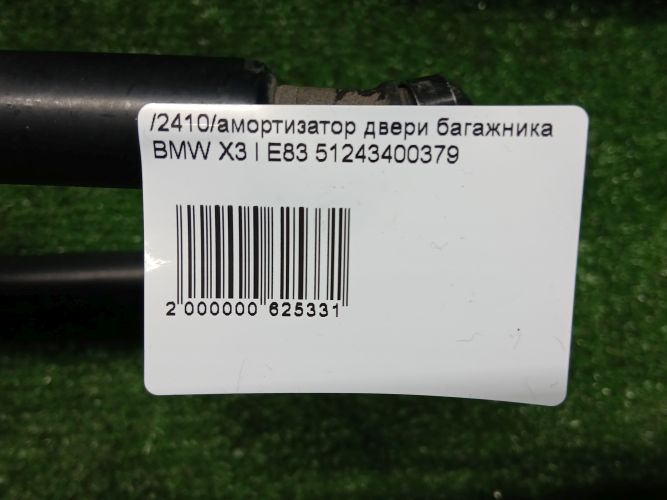 /2410/амортизатор двери багажника
BMW X3 I E83 51243400379
2 000000 625331